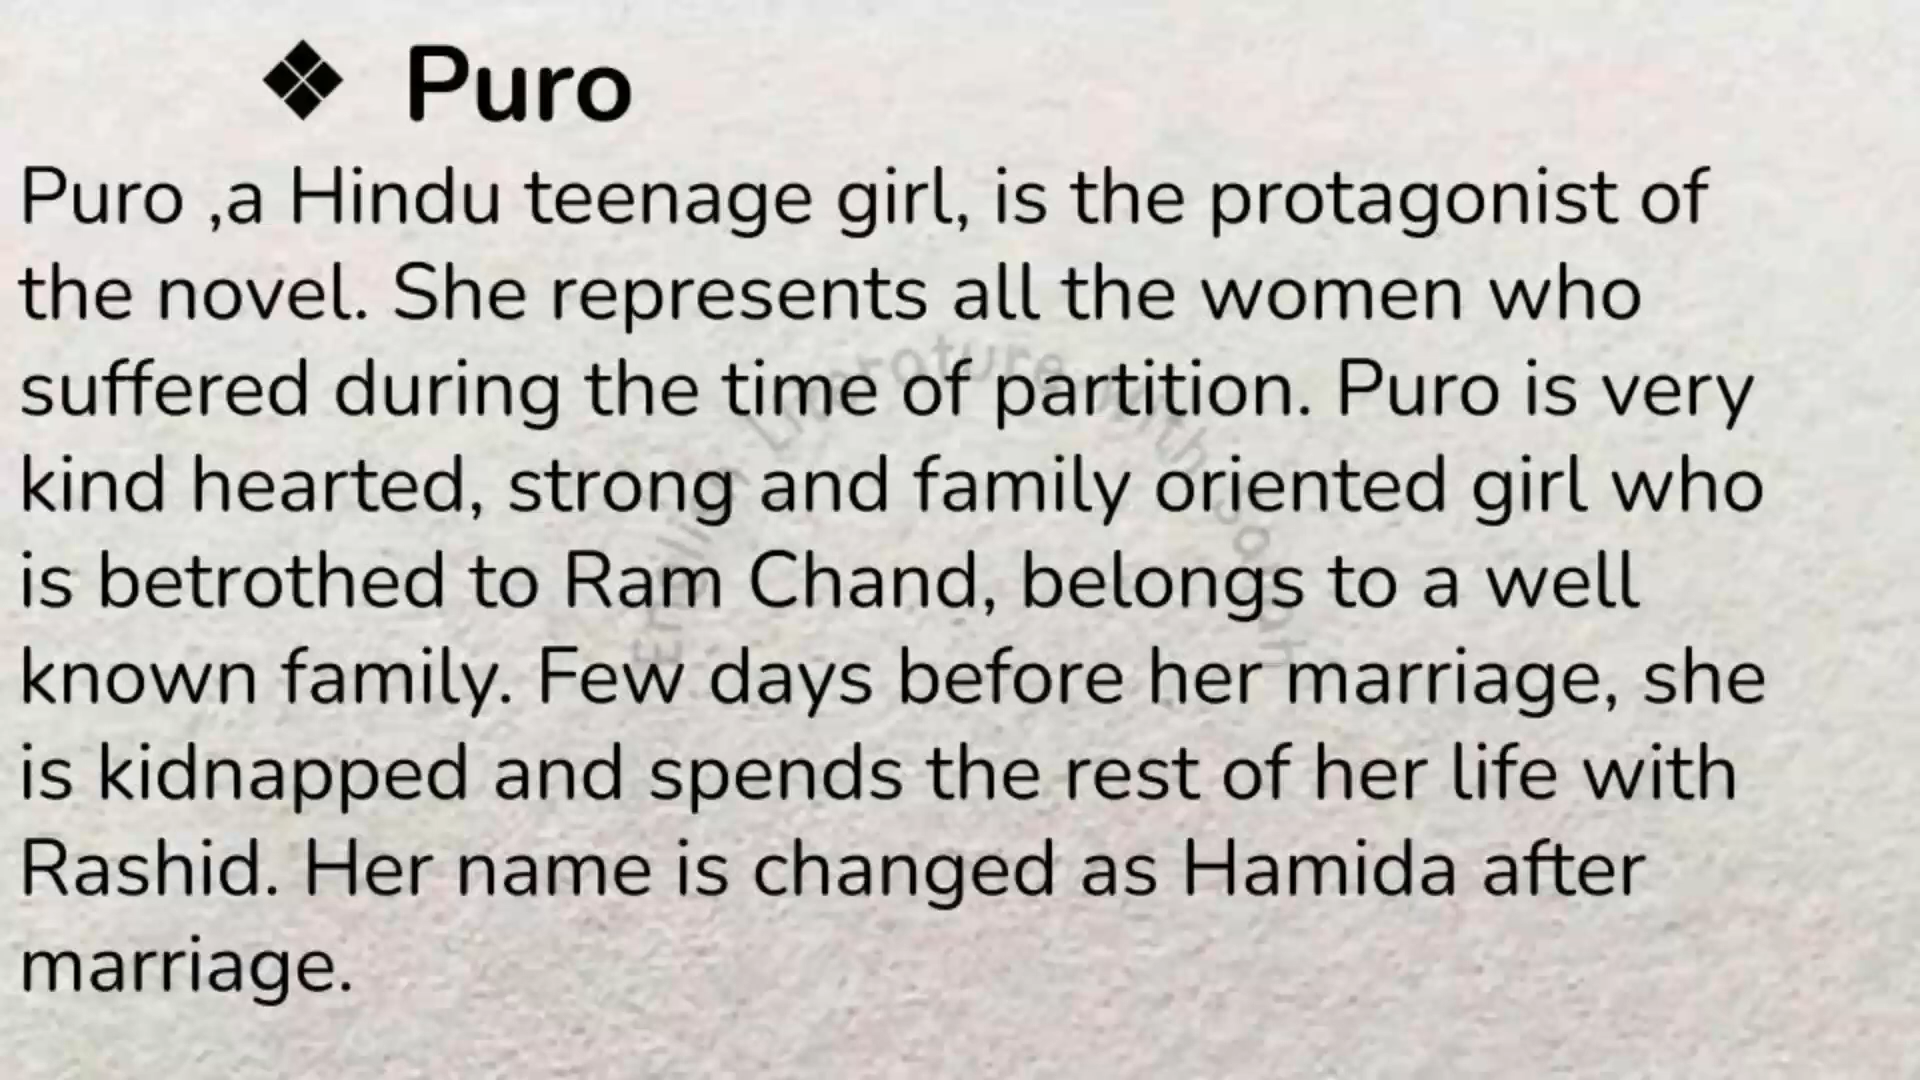 ❖ Puro
Puro ,a Hindu teenage girl, is the protagonist of
the novel. She represents all the women who
suffered during the time of partition. Puro is very
kind hearted, strong and family oriented girl who
is betrothed to Ram Chand, belongs to a well
known family. Few days before her marriage, she
is kidnapped and spends the rest of her life with
Rashid. Her name is changed as Hamida after
marriage.